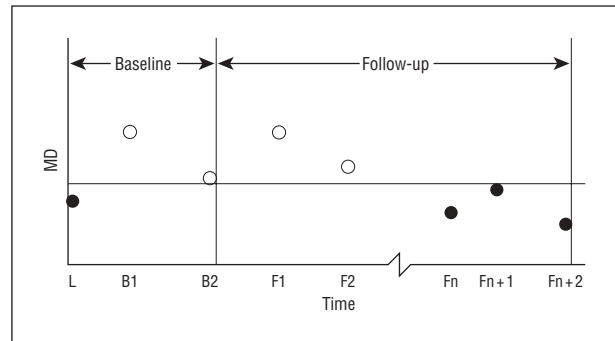 Baseline Follow-up
MD
L B1 B2 F1 F2 Fn Fn + 1 Fn + 2
Time